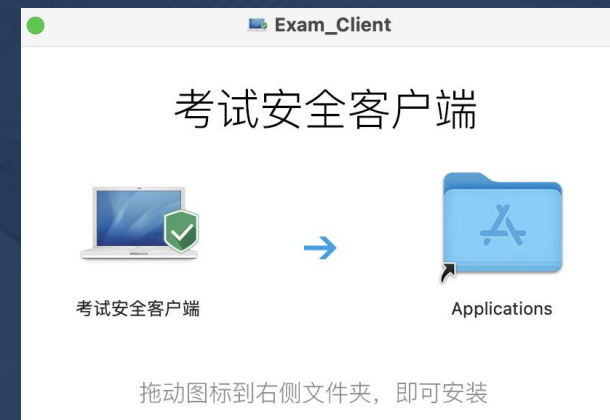 Exam_Client
考试安全客户端
考试安全客户端
Applications
拖动图标到右侧文件夹，即可安装